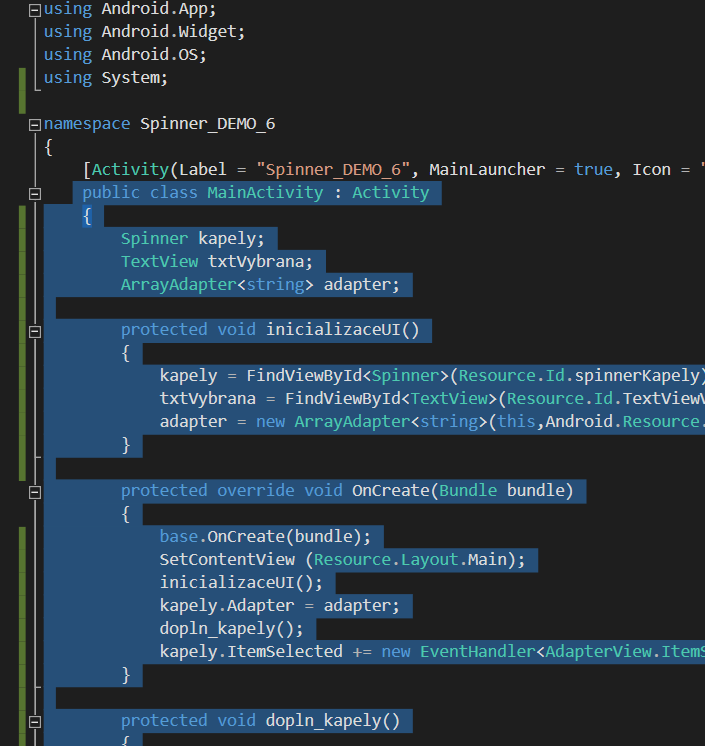 using Android.App;
using Android.Widget;
using Android.OS;
using System;
namespace Spinner_DEMO_6
{
[Activity(Label = "Spinner_DEMO_6", MainLauncher = true, Icon = "
public class MainActivity : Activity
{
Spinner kapely;
TextView txtVybrana;
ArrayAdapter<string> adapter;
protected void inicializaceUI()
{
kapely = FindViewById<Spinner>(Resource.Id.spinnerKapely)
txtVybrana = FindViewById<TextView>(Resource.Id.TextViewV
adapter = new ArrayAdapter<string>(this,Android.Resource.
}
protected override void OnCreate(Bundle bundle)
{
base.OnCreate(bundle);
SetContentView (Resource.Layout.Main);
inicializaceUI();
kapely.Adapter = adapter;
dopln_kapely();
kapely.ItemSelected += new EventHandler<AdapterView.ItemS
}
protected void dopln_kapely()
{